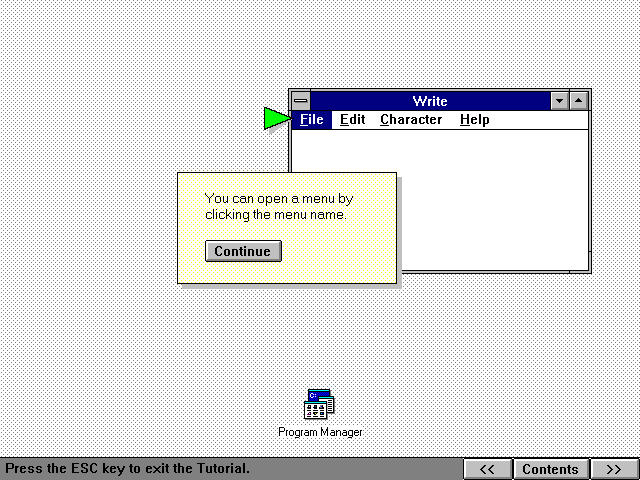 Write
File Edit Character Help
You can open a menu by
clicking the menu name.
Continue
Program Manager
Press the ESC key to exit the Tutorial.
<< Contents >>